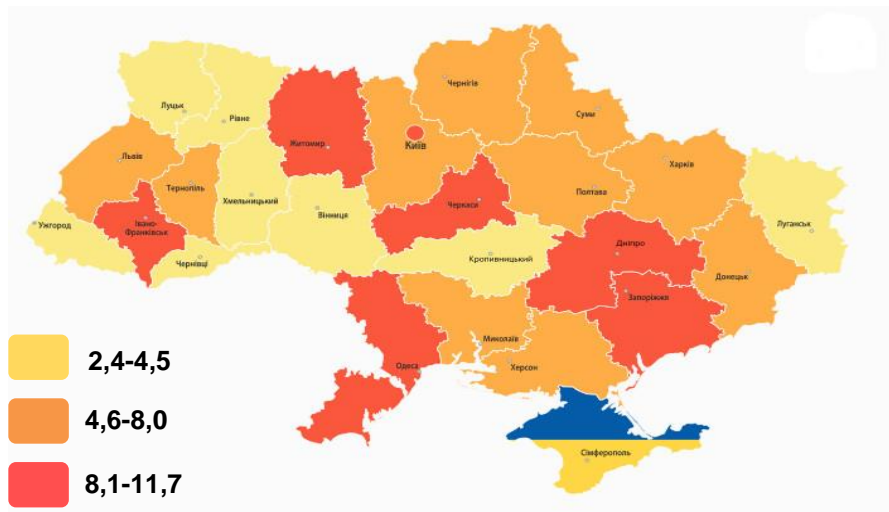 Чернігів
Луцьк
Рівне
Суми
Житомир
Київ
Львів
Харків
Тернопіль
Полтава
Хмельницький
Черкаси
Вінниця
Івано-
Франківськ
Ужгород
Луганськ
Чернівці
Кропивницький
Дніпро
Донецьк
Запоріжжя
Миколаїв
Одеса
Херсон
Сімферополь
2,4-4,5
4,6-8,0
8,1-11,7